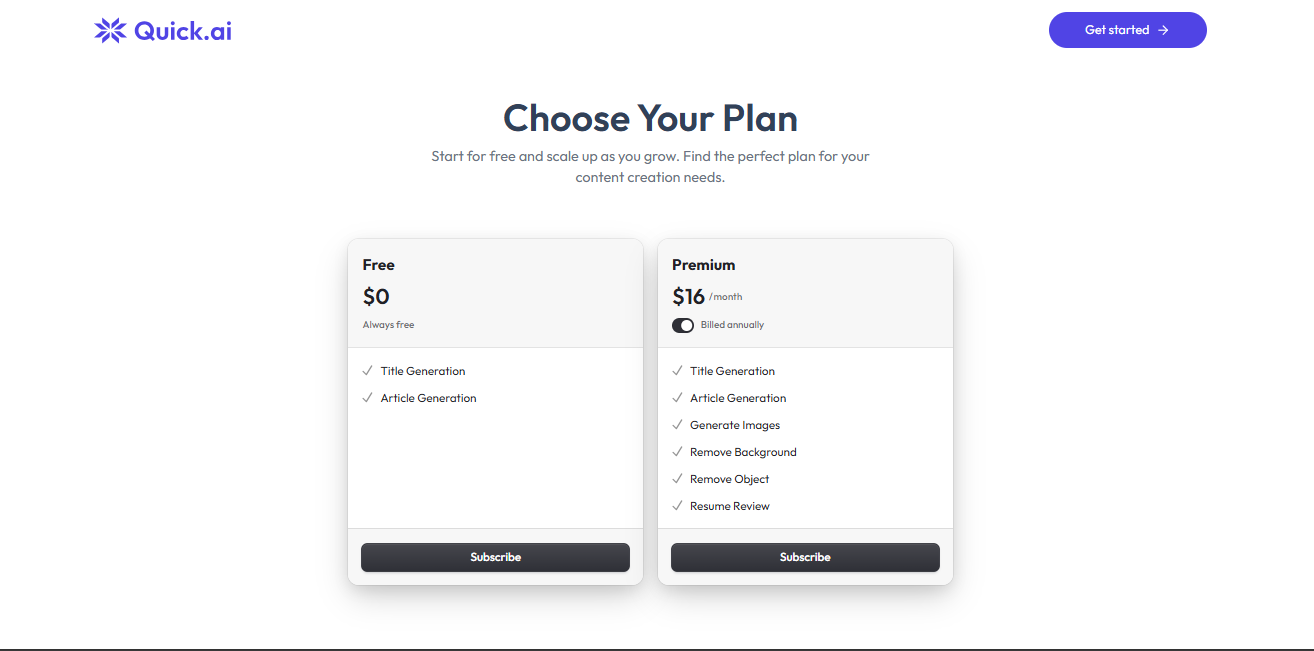 Quick.ai
Get started →
Choose Your Plan
Start for free and scale up as you grow. Find the perfect plan for your
content creation needs.
Free
$0
Always free
Title Generation
Article Generation
Subscribe
Premium
$16 /month
Billed annually
Title Generation
Article Generation
Generate Images
Remove Background
Remove Object
Resume Review
Subscribe